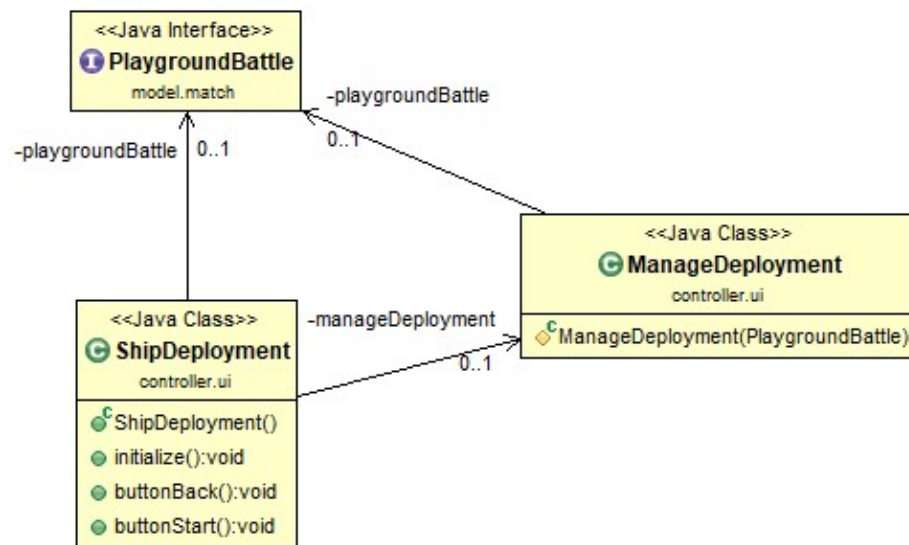 <<Java Interface>>
I PlaygroundBattle
model.match
-playgroundBattle
0..1
-playgroundBattle
0..1
<<Java Class>>
C ManageDeployment
controller.ui
C ManageDeployment(PlaygroundBattle)
-manageDeployment
0..1
<<Java Class>>
C ShipDeployment
controller.ui
C ShipDeployment()
initialize():void
buttonBack():void
buttonStart():void